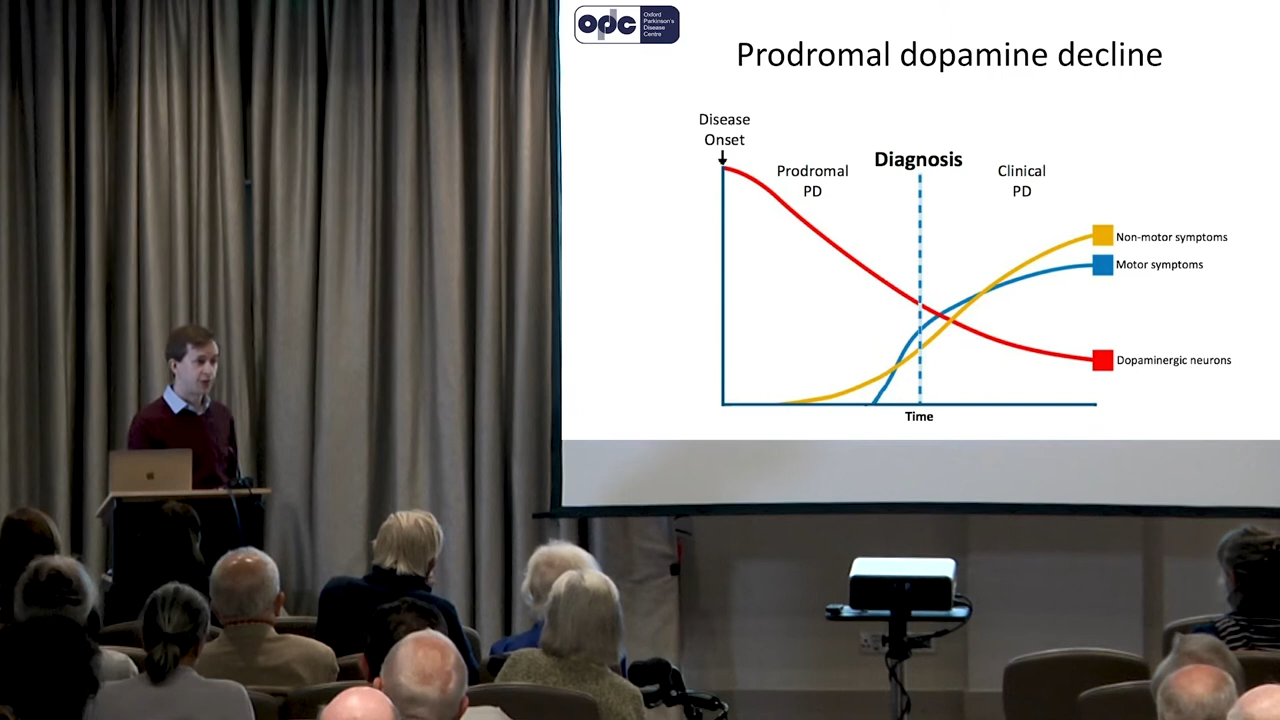 opdc
Oxford
Parkinson's
Disease
Centre
Prodromal dopamine decline
Disease
Onset
Prodromal
PD
Diagnosis
Clinical
PD
Non-motor symptoms
Motor symptoms
Dopaminergic neurons
Time